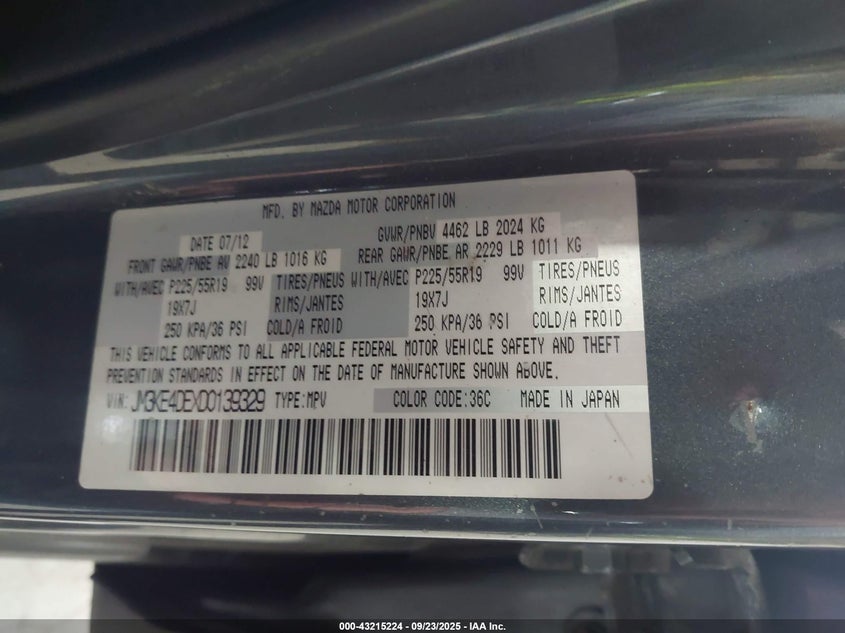 MFD. BY MAZDA MOTOR CORPORATION
DATE 07/12 GVWR/PNBV 4462 LB 2024 KG
FRONT GAWR/PNBE AV 2240 LB 1016 KG REAR GAWR/PNBE AR 2229 LB 1011 KG
WITH/AVEC P225/55R19 99V TIRES/PNEUS WITH/AVEC P225/55R19 99V TIRES/PNEUS
19X7J RIMS/JANTES 19X7J RIMS/JANTES
250 KPA/36 PSI COLD/A FROID 250 KPA/36 PSI COLD/A FROID
THIS VEHICLE CONFORMS TO ALL APPLICABLE FEDERAL MOTOR VEHICLE SAFETY AND THEFT
PREVENTION STANDARDS IN EFFECT ON THE DATE OF MANUFACTURE SHOWN ABOVE.
VIN: JM3KE4DEXD0139329 TYPE:MPV COLOR CODE:36C MADE IN JAPAN
000-43215224 - 09/23/2025 - IAA Inc.